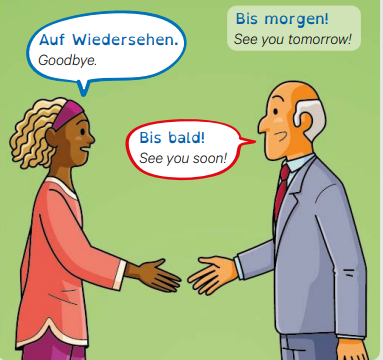 Auf Wiedersehen.
Goodbye.
Bis morgen!
See you tomorrow!
Bis bald!
See you soon!